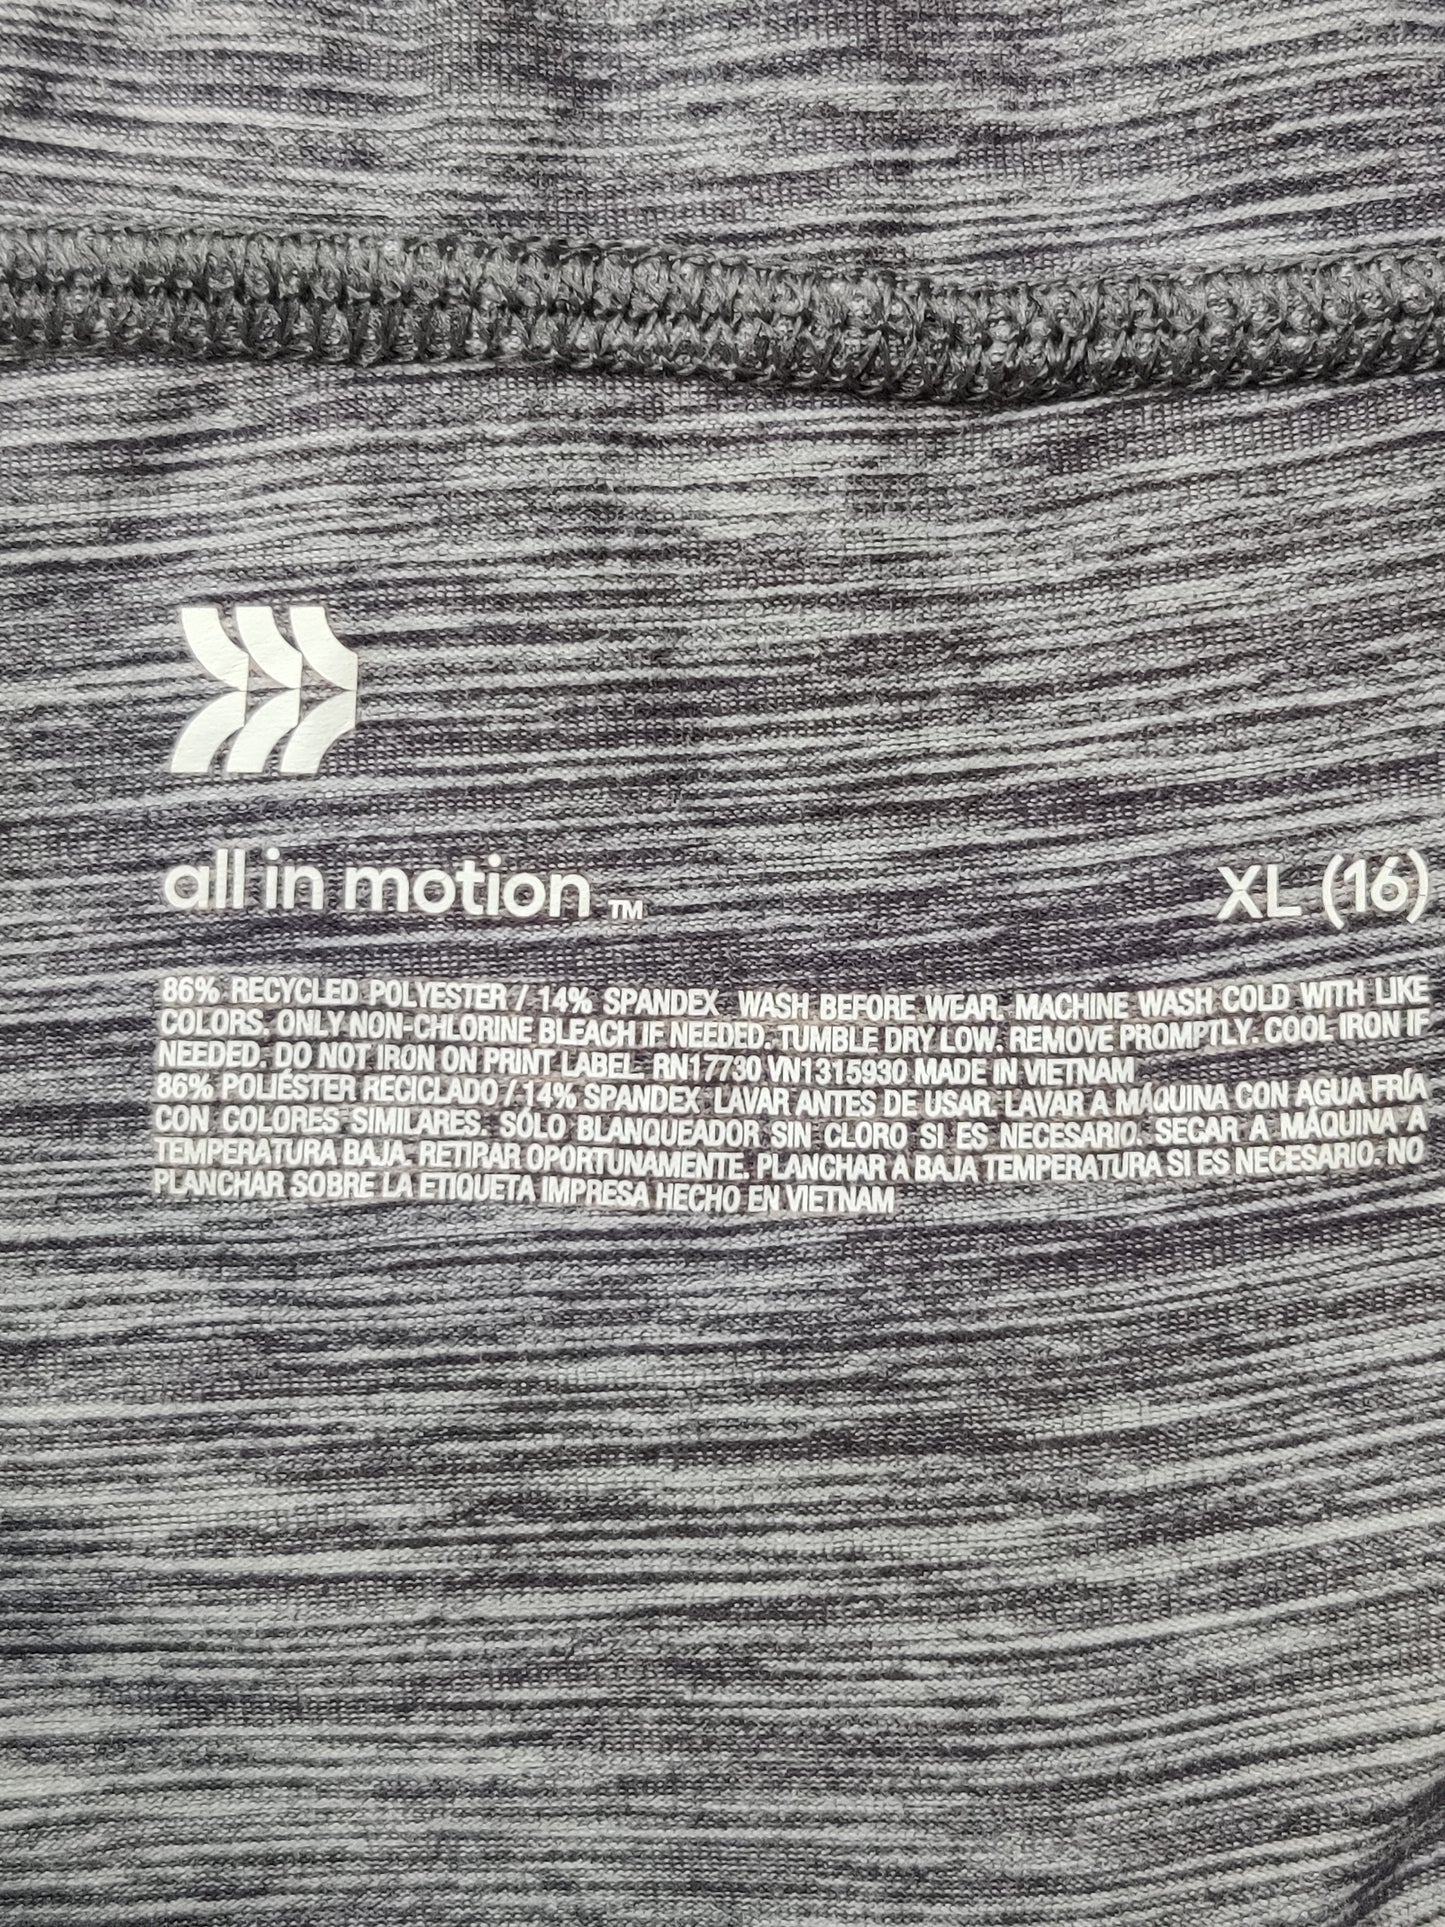 all in motion ™
XL (16)
86% RECYCLED POLYESTER / 14% SPANDEX WASH BEFORE WEAR. MACHINE WASH COLD WITH LIKE
COLORS. ONLY NON-CHLORINE BLEACH IF NEEDED. TUMBLE DRY LOW. REMOVE PROMPTLY. COOL IRON IF
NEEDED. DO NOT IRON ON PRINT LABEL. RN17730 VN1315930 MADE IN VIETNAM
86% POLIÉSTER RECICLADO / 14% SPANDEX LAVAR ANTES DE USAR. LAVAR A MÁQUINA CON AGUA FRÍA
CON COLORES SIMILARES. SÓLO BLANQUEADOR SIN CLORO SI ES NECESARIO. SECAR A MÁQUINA A
TEMPERATURA BAJA. RETIRAR OPORTUNAMENTE. PLANCHAR A BAJA TEMPERATURA SI ES NECESARIO. NO
PLANCHAR SOBRE LA ETIQUETA IMPRESA HECHO EN VIETNAM